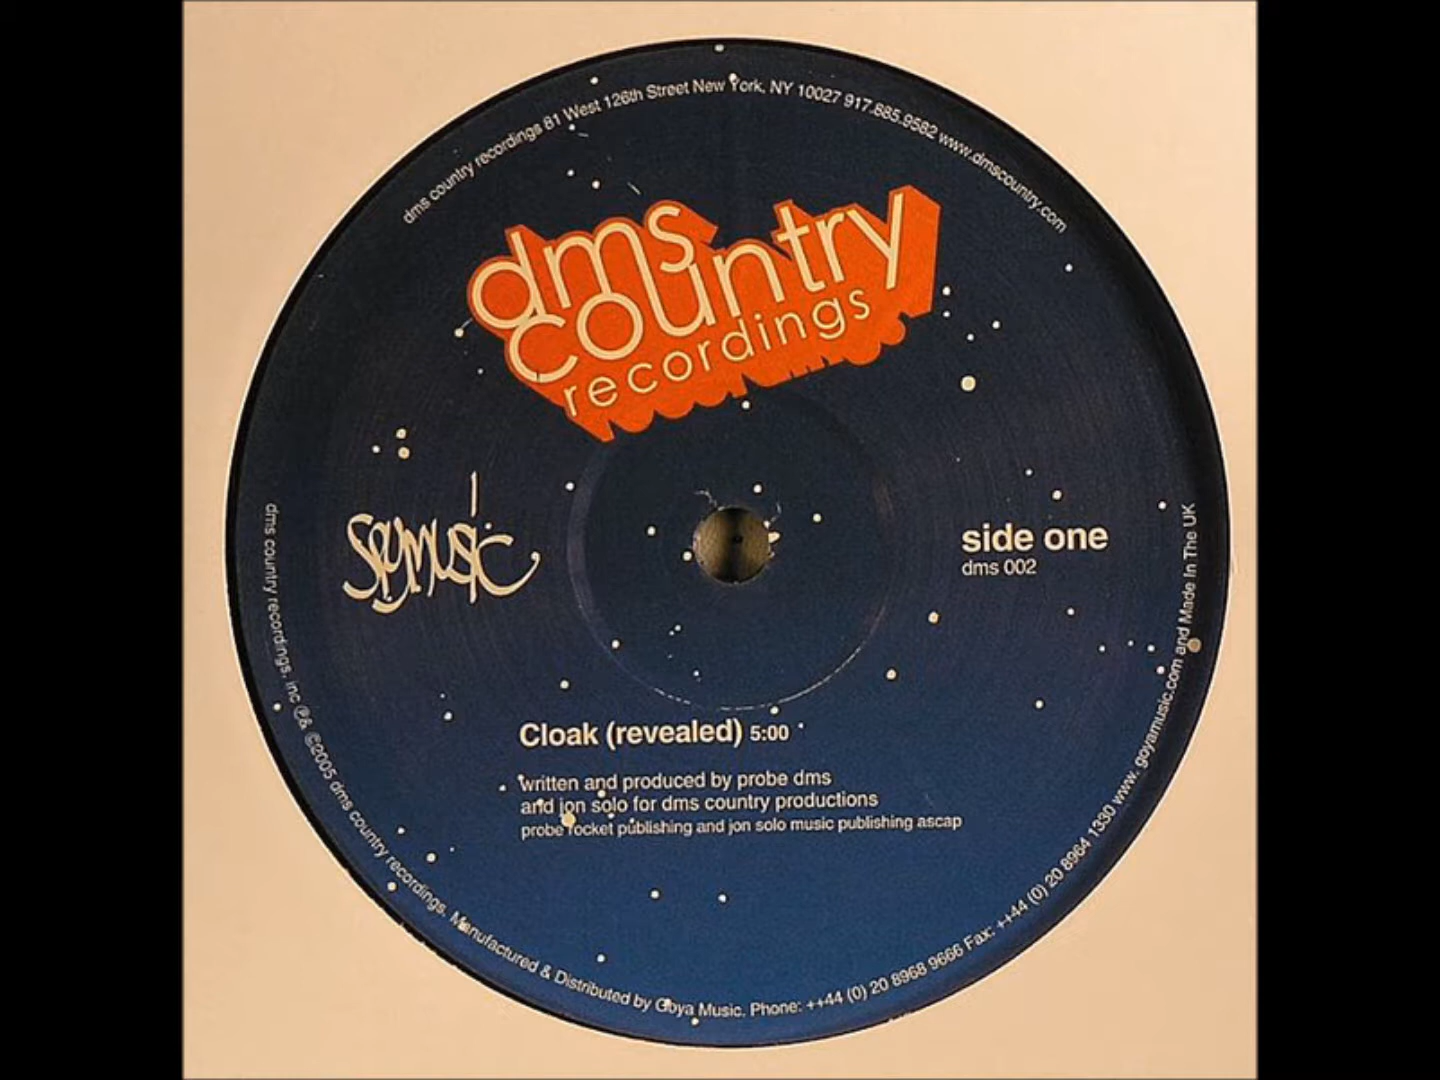 dms country recordings 81 West 126th Street New York, NY 10027 917.885.9582 www.dmscountry.com
dms
country
recordings
spymusic
side one
dms 002
Cloak (revealed) 5:00
written and produced by probe dms
and jon solo for dms country productions
probe rocket publishing and jon solo music publishing ascap
dms country recordings, inc ℗& ©2005 dms country recordings. Manufactured & Distributed by Goya Music. Phone: ++44 (0) 20 8968 9666 Fax: ++44 (0) 20 8964 1330 www. goyamusic.com and Made In The UK